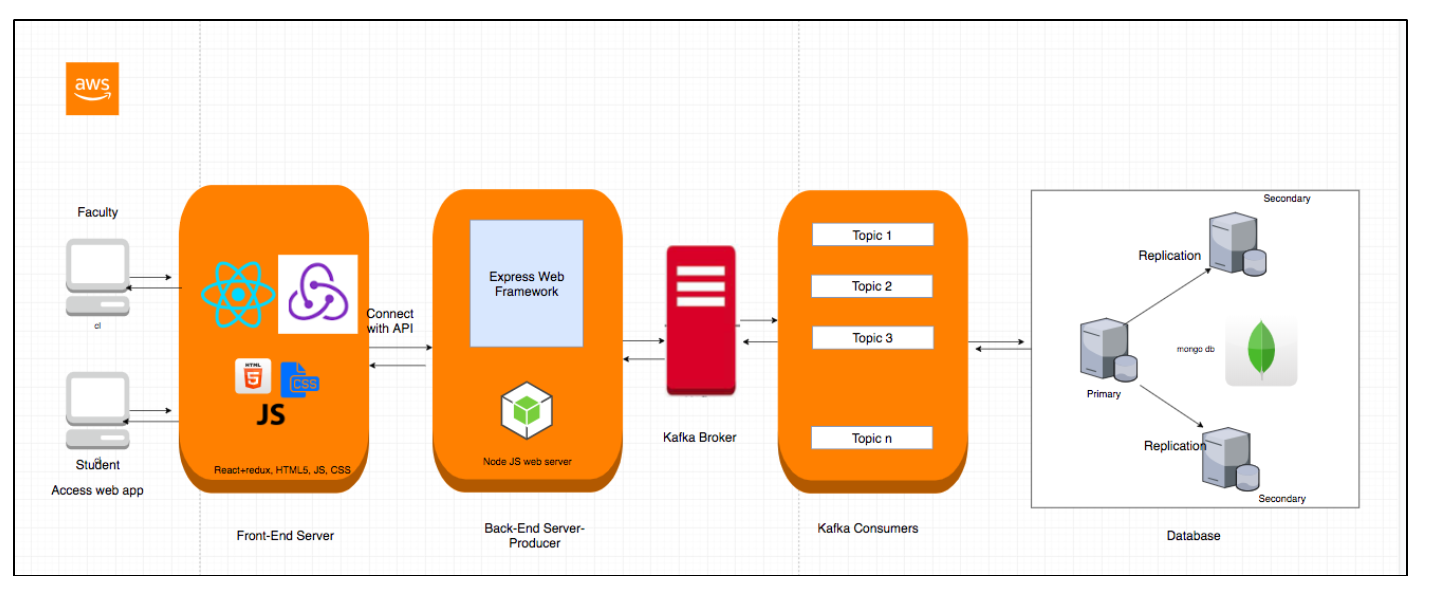 aws
Faculty
cl
Student
cl
Access web app
HTML
5
CSS
JS
React+redux, HTML5, JS, CSS
Front-End Server
Connect
with API
Express Web
Framework
Node JS web server
Back-End Server-
Producer
Kafka Broker
Topic 1
Topic 2
Topic 3
Topic n
Kafka Consumers
Secondary
Replication
mongo db
Primary
Replication
Secondary
Database